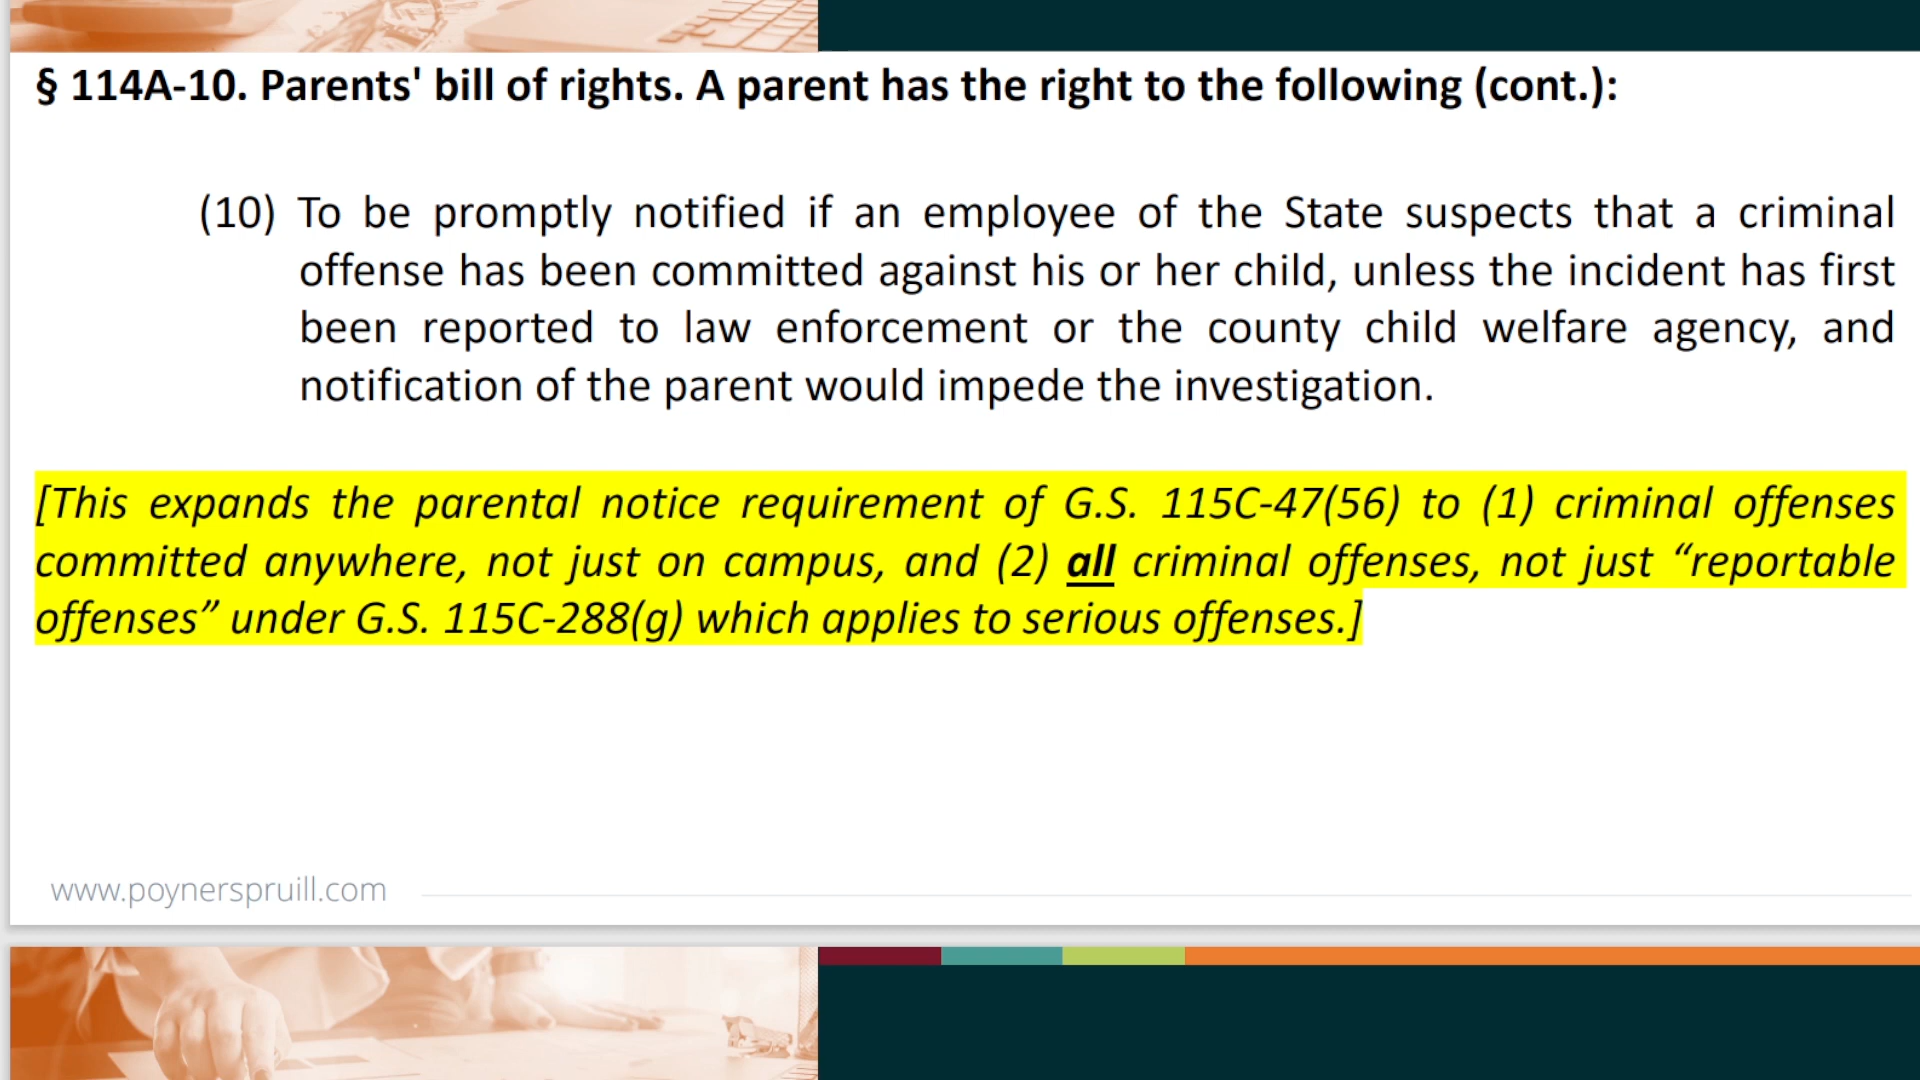 § 114A-10. Parents' bill of rights. A parent has the right to the following (cont.):
(10) To be promptly notified if an employee of the State suspects that a criminal
offense has been committed against his or her child, unless the incident has first
been reported to law enforcement or the county child welfare agency, and
notification of the parent would impede the investigation.
[This expands the parental notice requirement of G.S. 115C-47(56) to (1) criminal offenses
committed anywhere, not just on campus, and (2) all criminal offenses, not just “reportable
offenses” under G.S. 115C-288(g) which applies to serious offenses.]
www.poynerspruill.com